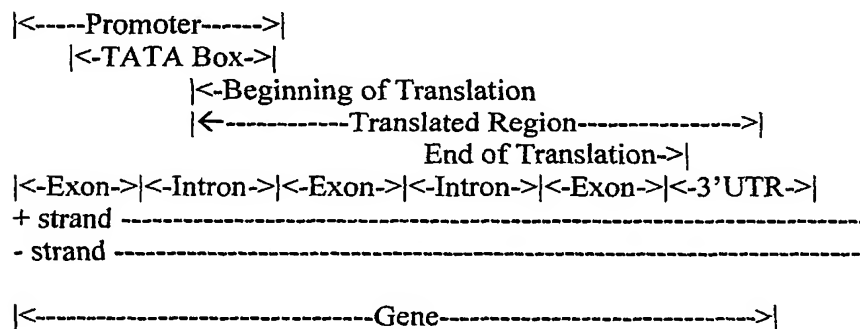 |<-----Promoter------>|
|<-TATA Box->|
|<-Beginning of Translation
|←------------Translated Region-------------->|
End of Translation->|
|<-Exon->|<-Intron->|<-Exon->|<-Intron->|<-Exon->|<-3'UTR->|
+ strand ----------------------------------------------------------------
- strand ----------------------------------------------------------------
|<-------------------------------Gene---------------------------->|